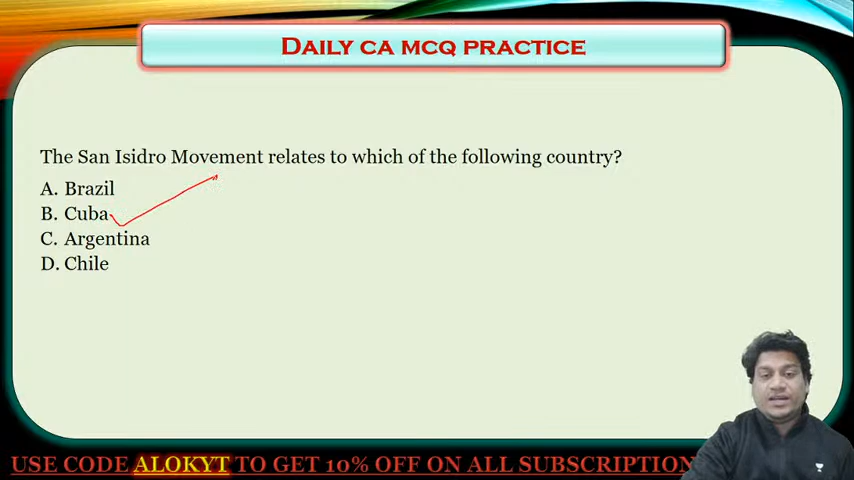 DAILY CA MCQ PRACTICE
The San Isidro Movement relates to which of the following country?
A. Brazil
B. Cuba
C. Argentina
D. Chile
USE CODE ALOKYT TO GET 10% OFF ON ALL SUBSCRIPTION